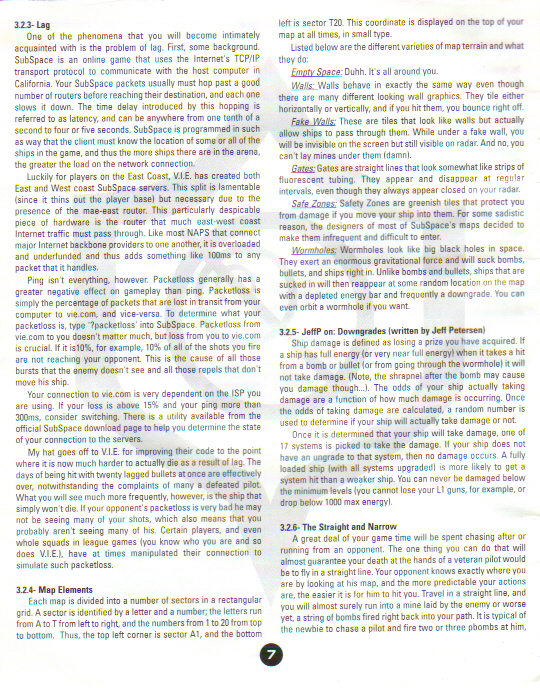 3.2.3- Lag
One of the phenomena that you will become intimately
acquainted with is the problem of lag. First, some background.
SubSpace is an online game that uses the Internet's TCP/IP
transport protocol to communicate with the host computer in
California. Your SubSpace packets usually must hop past a good
number of routers before reaching their destination, and each one
slows it down. The time delay introduced by this hopping is
referred to as latency, and can be anywhere from one tenth of a
second to four or five seconds. SubSpace is programmed in such
as way that the client must know the location of some or all of the
ships in the game, and thus the more ships there are in the arena,
the greater the load on the network connection.
Luckily for players on the East Coast, V.I.E. has created both
East and West coast SubSpace servers. This split is lamentable
(since it thins out the player base) but necessary due to the
presence of the mae-east router. This particularly despicable
piece of hardware is the router that much east-west coast
Internet traffic must pass through. Like most NAPS that connect
major Internet backbone providers to one another, it is overloaded
and underfunded and thus adds something like 100ms to any
packet that it handles.
Ping isn't everything, however. Packetloss generally has a
greater negative effect on gameplay than ping. Packetloss is
simply the percentage of packets that are lost in transit from your
computer to vie.com, and vice-versa. To determine what your
packetloss is, type '?packetloss' into SubSpace. Packetloss from
vie.com to you doesn't matter much, but loss from you to vie.com
is crucial. If it is10%, for example, 10% of all of the shots you fire
are not reaching your opponent. This is the cause of all those
bursts that the enemy doesn't see and all those repels that don't
move his ship.
Your connection to vie.com is very dependent on the ISP you
are using. If your loss is above 15% and your ping more than
300ms, consider switching. There is a utility available from the
official SubSpace download page to help you determine the state
of your connection to the servers.
My hat goes off to V.I.E. for improving their code to the point
where it is now much harder to actually die as a result of lag. The
days of being hit with twenty lagged bullets at once are effectively
over, notwithstanding the complaints of many a defeated pilot.
What you will see much more frequently, however, is the ship that
simply won't die. If your opponent's packetloss is very bad he may
not be seeing many of your shots, which also means that you
probably aren't seeing many of his. Certain players, and even
whole squads in league games (you know who you are and so
does V.I.E.), have at times manipulated their connection to
simulate such packetloss.
3.2.4- Map Elements
Each map is divided into a number of sectors in a rectangular
grid. A sector is identified by a letter and a number; the letters run
from A to T from left to right, and the numbers from 1 to 20 from top
to bottom. Thus, the top left corner is sector A1, and the bottom
left is sector T20. This coordinate is displayed on the top of your
map at all times, in small type.
Listed below are the different varieties of map terrain and what
they do:
Empty Space: Duhh. It's all around you.
Walls: Walls behave in exactly the same way even though
there are many different looking wall graphics. They tile either
horizontally or vertically, and if you hit them, you bounce right off.
Fake Walls: These are tiles that look like walls but actually
allow ships to pass through them. While under a fake wall, you
will be invisible on the screen but still visible on radar. And no, you
can't lay mines under them (damn).
Gates: Gates are straight lines that look somewhat like strips of
fluorescent tubing. They appear and disappear at regular
intervals, even though they always appear closed on your radar.
Safe Zones: Safety Zones are greenish tiles that protect you
from damage if you move your ship into them. For some sadistic
reason, the designers of most of SubSpace's maps decided to
make them infrequent and difficult to enter.
Wormholes: Wormholes look like big black holes in space.
They exert an enormous gravitational force and will suck bombs,
bullets, and ships right in. Unlike bombs and bullets, ships that are
sucked in will then reappear at some random location on the map
with a depleted energy bar and frequently a downgrade. You can
even orbit a wormhole if you want.
3.2.5- JeffP on: Downgrades (written by Jeff Petersen)
Ship damage is defined as losing a prize you have acquired. If
a ship has full energy (or very near full energy) when it takes a hit
from a bomb or bullet (or from going through the wormhole) it will
not take damage. (Note, the shrapnel after the bomb may cause
you damage though...). The odds of your ship actually taking
damage are a function of how much damage is occurring. Once
the odds of taking damage are calculated, a random number is
used to determine if your ship will actually take damage or not.
Once it is determined that your ship will take damage, one of
17 systems is picked to take the damage. If your ship does not
have an upgrade to that system, then no damage occurs. A fully
loaded ship (with all systems upgraded) is more likely to get a
system hit than a weaker ship. You can never be damaged below
the minimum levels (you cannot lose your L1 guns, for example, or
drop below 1000 max energy).
3.2.6- The Straight and Narrow
A great deal of your game time will be spent chasing after or
running from an opponent. The one thing you can do that will
almost guarantee your death at the hands of a veteran pilot would
be to fly in a straight line. Your opponent knows exactly where you
are by looking at his map, and the more predictable your actions
are, the easier it is for him to hit you. Travel in a straight line, and
you will almost surely run into a mine laid by the enemy or worse
yet, a string of bombs fired right back into your path. It is typical of
the newbie to chase a pilot and fire two or three pbombs at him,
7